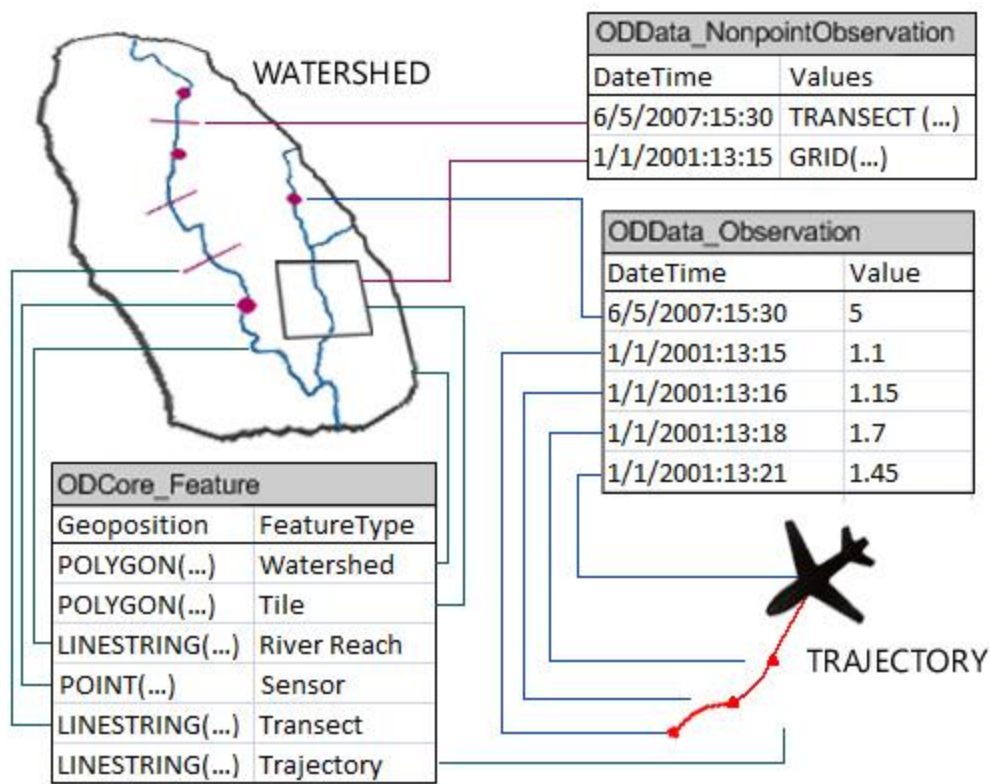 WATERSHED
ODData_NonpointObservation
DateTime Values
6/5/2007:15:30 TRANSECT (...)
1/1/2001:13:15 GRID(...)
ODData_Observation
DateTime Value
6/5/2007:15:30 5
1/1/2001:13:15 1.1
1/1/2001:13:16 1.15
1/1/2001:13:18 1.7
1/1/2001:13:21 1.45
ODCore_Feature
Geoposition FeatureType
POLYGON(...) Watershed
POLYGON(...) Tile
LINESTRING(...) River Reach
POINT(...) Sensor
LINESTRING(...) Transect
LINESTRING(...) Trajectory
TRAJECTORY